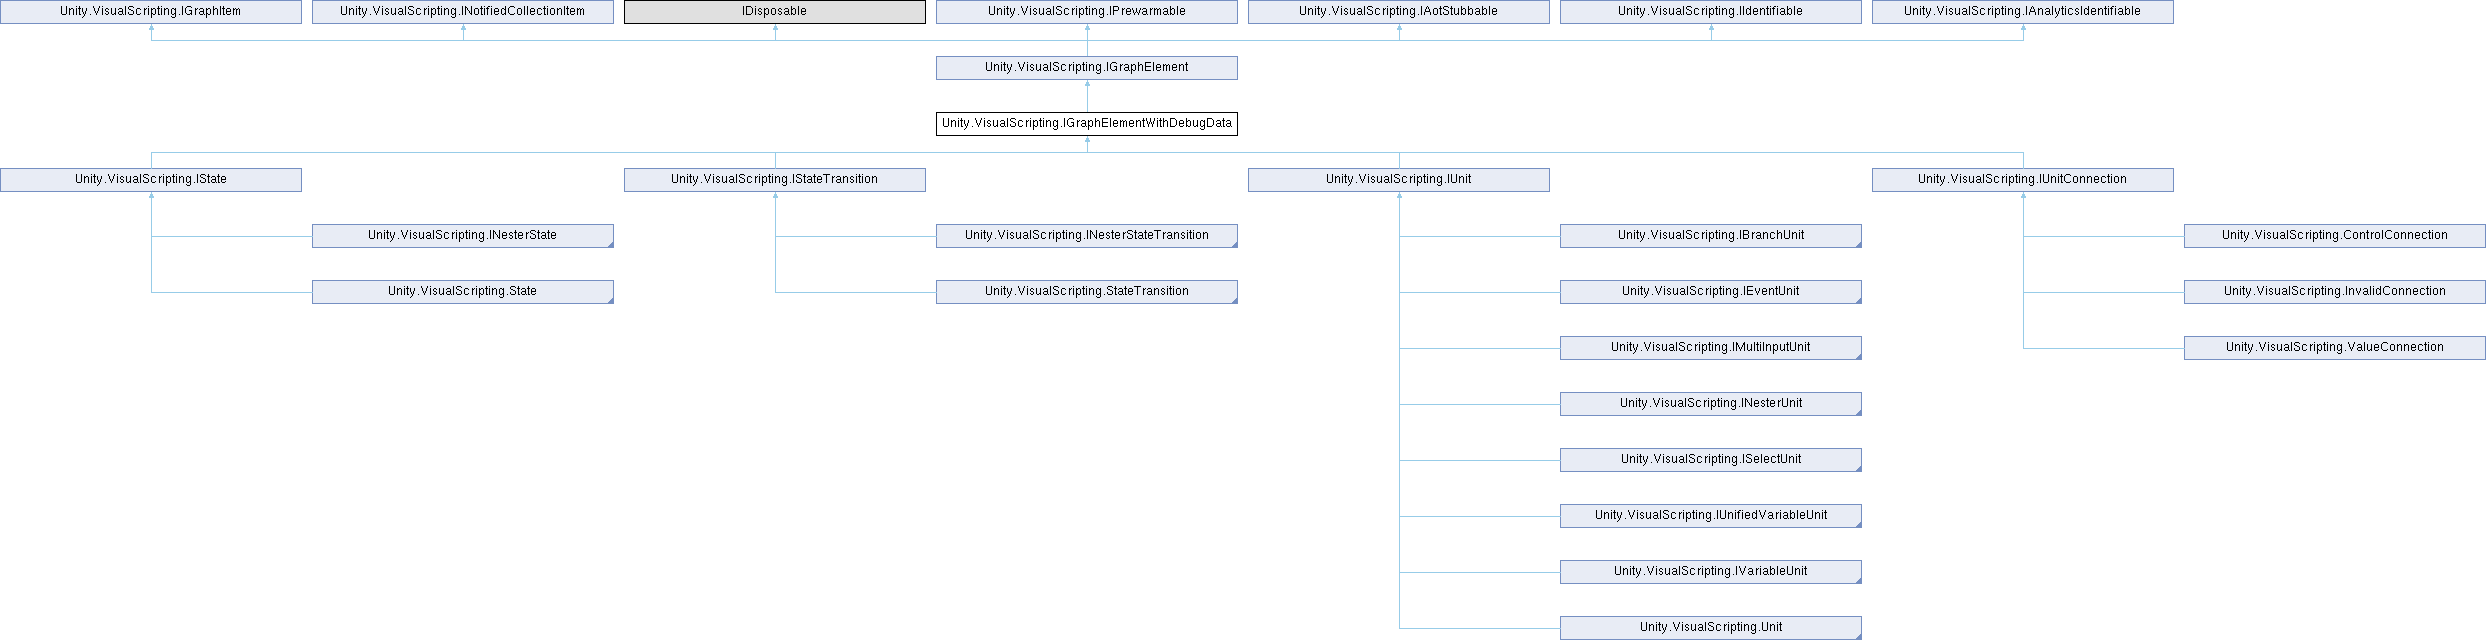 Unity.VisualScripting.IGraphItem
Unity.VisualScripting.INotifiedCollectionItem
IDisposable
Unity.VisualScripting.IPrewarmable
Unity.VisualScripting.IAotStubbable
Unity.VisualScripting.IIdentifiable
Unity.VisualScripting.IAnalyticsIdentifiable
Unity.VisualScripting.IGraphElement
Unity.VisualScripting.IGraphElementWithDebugData
Unity.VisualScripting.IState
Unity.VisualScripting.IStateTransition
Unity.VisualScripting.IUnit
Unity.VisualScripting.IUnitConnection
Unity.VisualScripting.INesterState
Unity.VisualScripting.INesterStateTransition
Unity.VisualScripting.IBranchUnit
Unity.VisualScripting.ControlConnection
Unity.VisualScripting.State
Unity.VisualScripting.StateTransition
Unity.VisualScripting.IEventUnit
Unity.VisualScripting.InvalidConnection
Unity.VisualScripting.IMultiInputUnit
Unity.VisualScripting.ValueConnection
Unity.VisualScripting.INesterUnit
Unity.VisualScripting.ISelectUnit
Unity.VisualScripting.IUnifiedVariableUnit
Unity.VisualScripting.IVariableUnit
Unity.VisualScripting.Unit